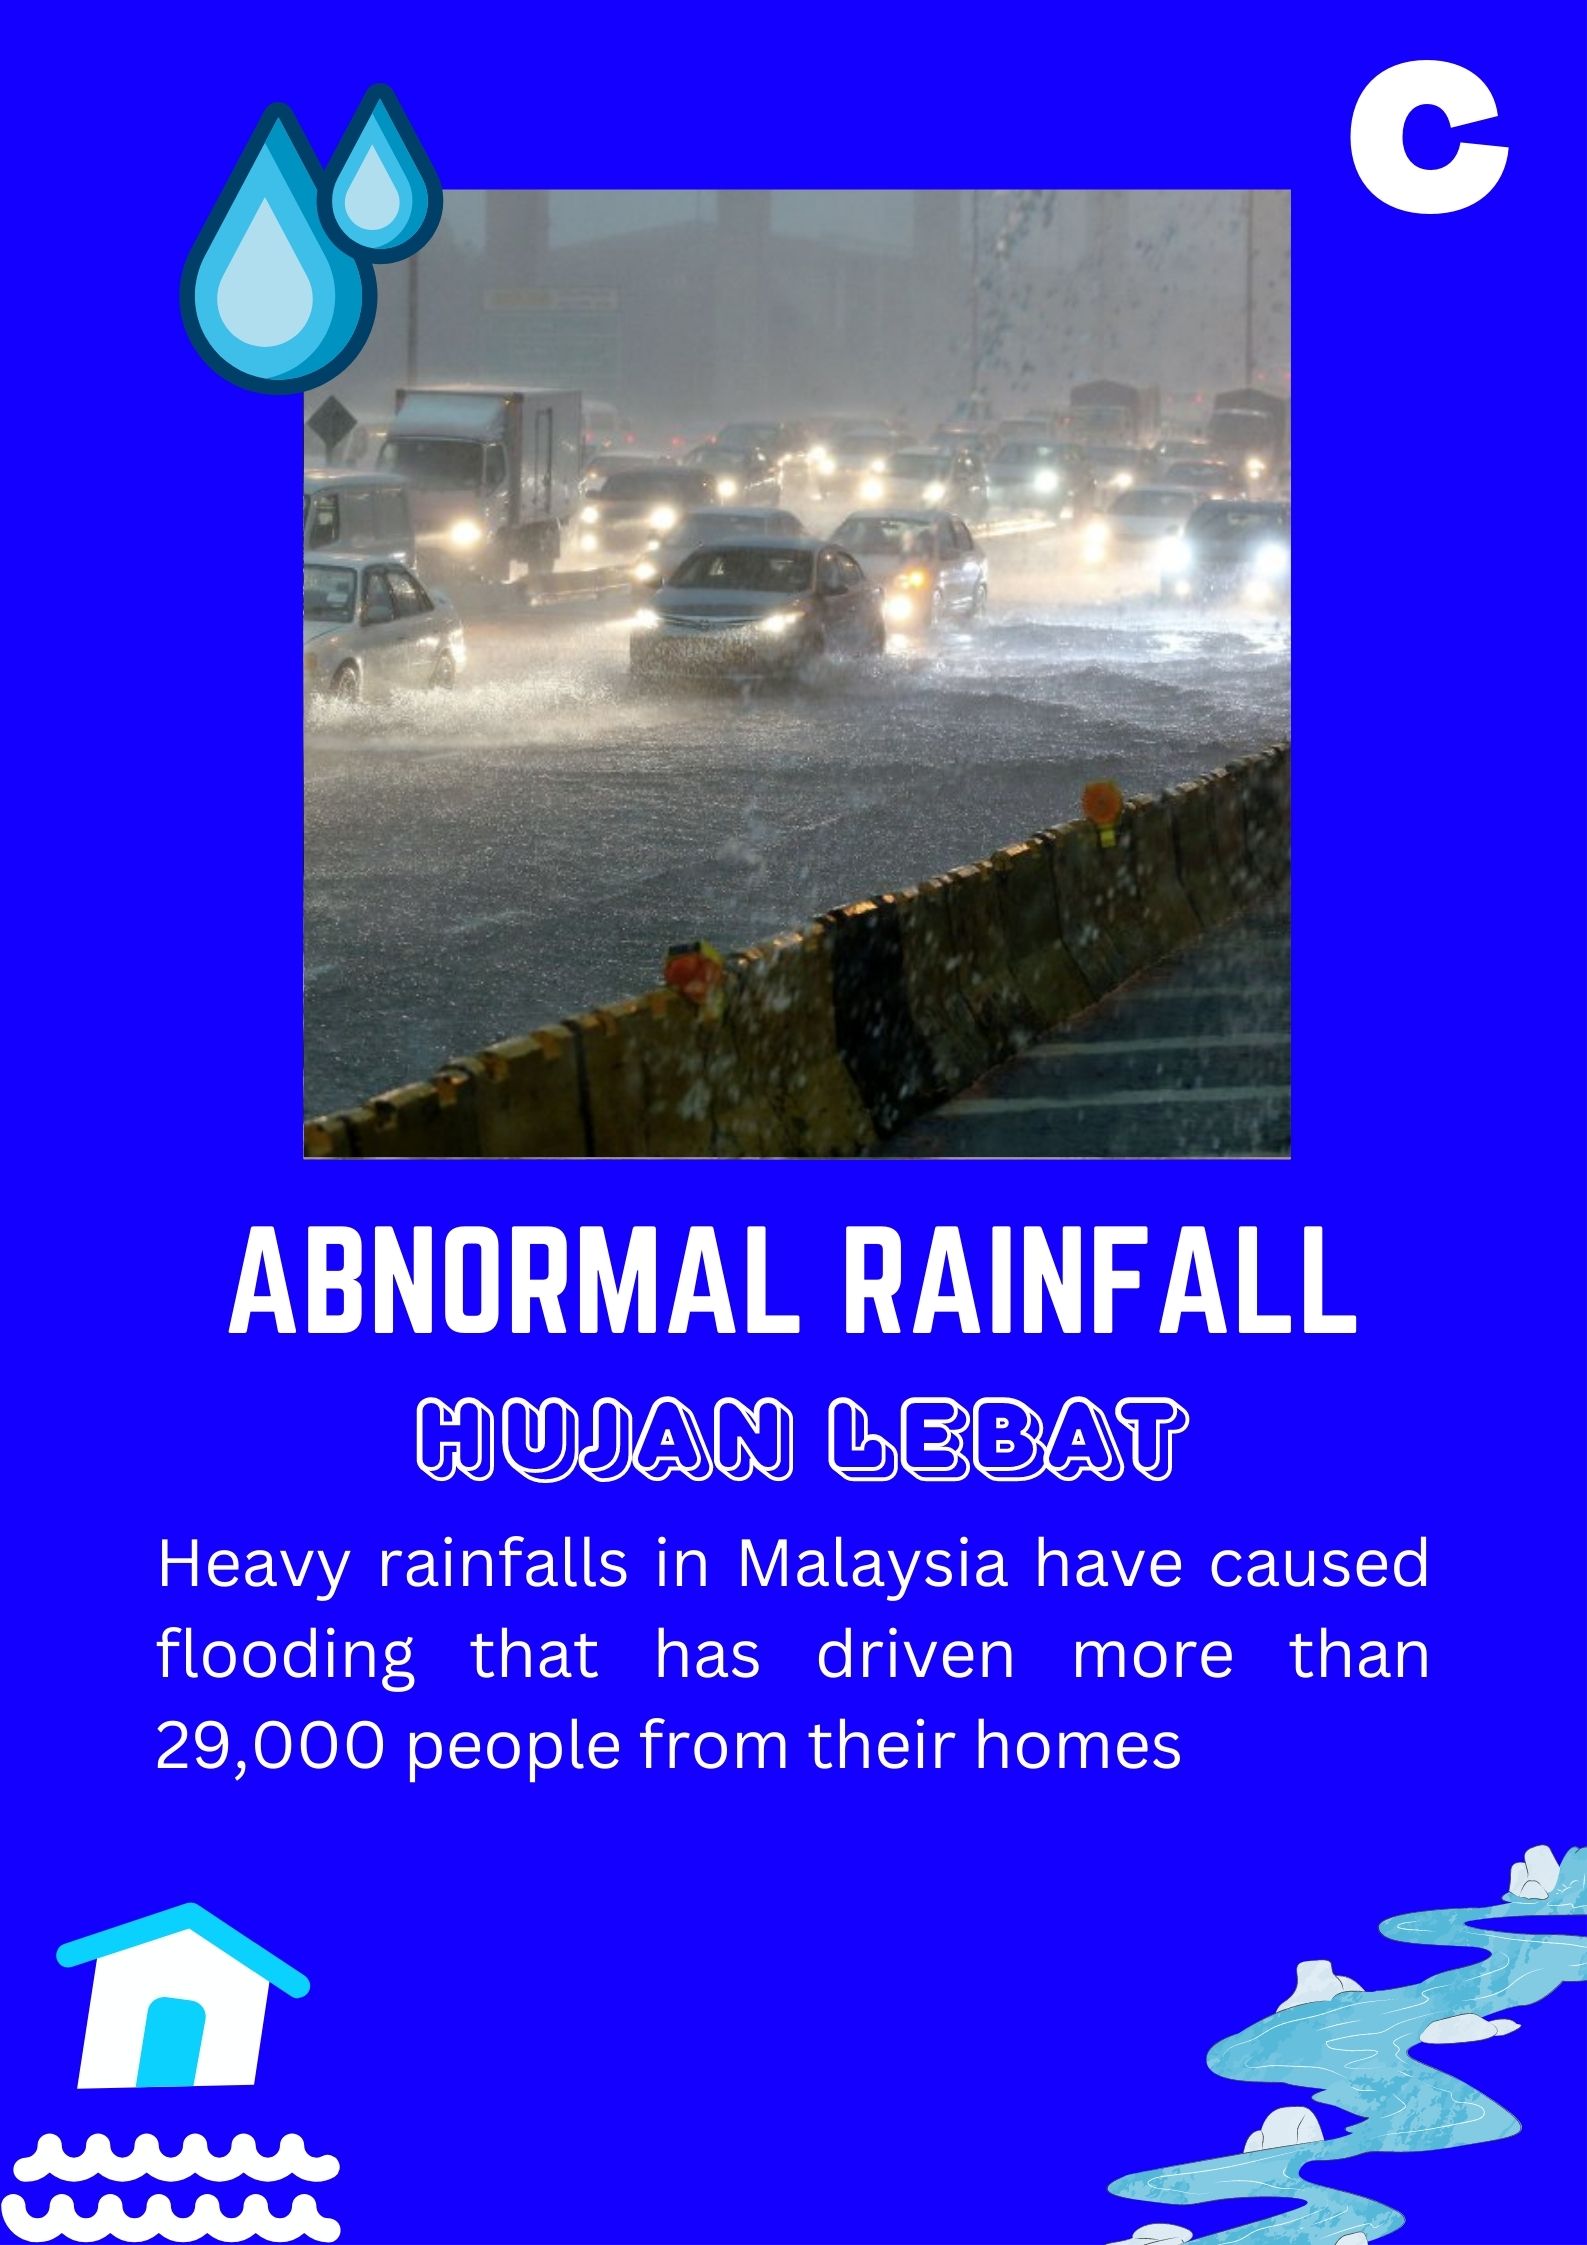 C
ABNORMAL RAINFALL
HUJAN LEBAT
Heavy rainfalls in Malaysia have caused
flooding that has driven more than
29,000 people from their homes